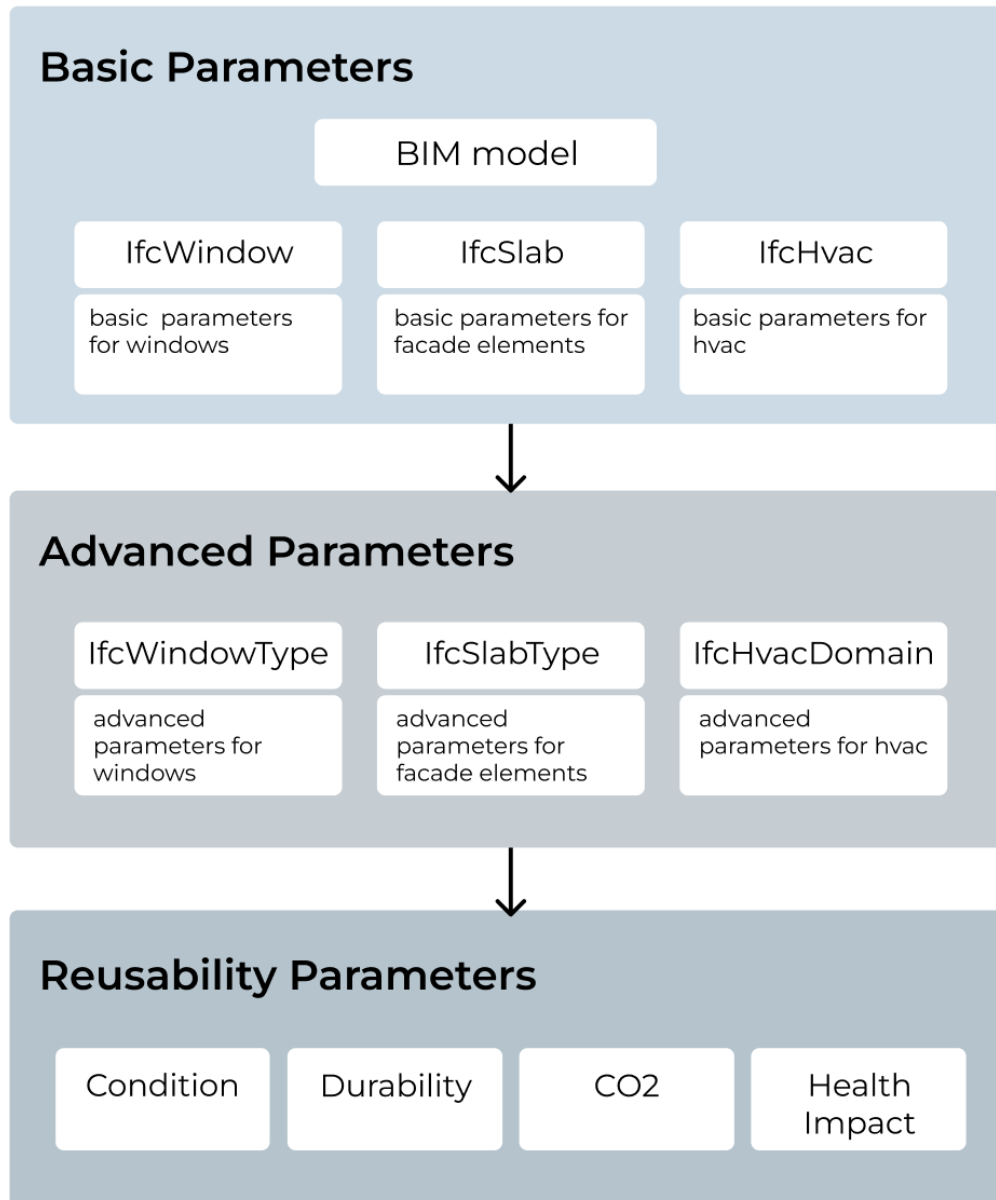 Basic Parameters
BIM model
IfcWindow
IfcSlab
IfcHvac
basic parameters
for windows
basic parameters for
facade elements
basic parameters for
hvac
Advanced Parameters
IfcWindowType
IfcSlabType
IfcHvacDomain
advanced
parameters for
windows
advanced
parameters for
facade elements
advanced
parameters for hvac
Reusability Parameters
Condition
Durability
CO2
Health
Impact